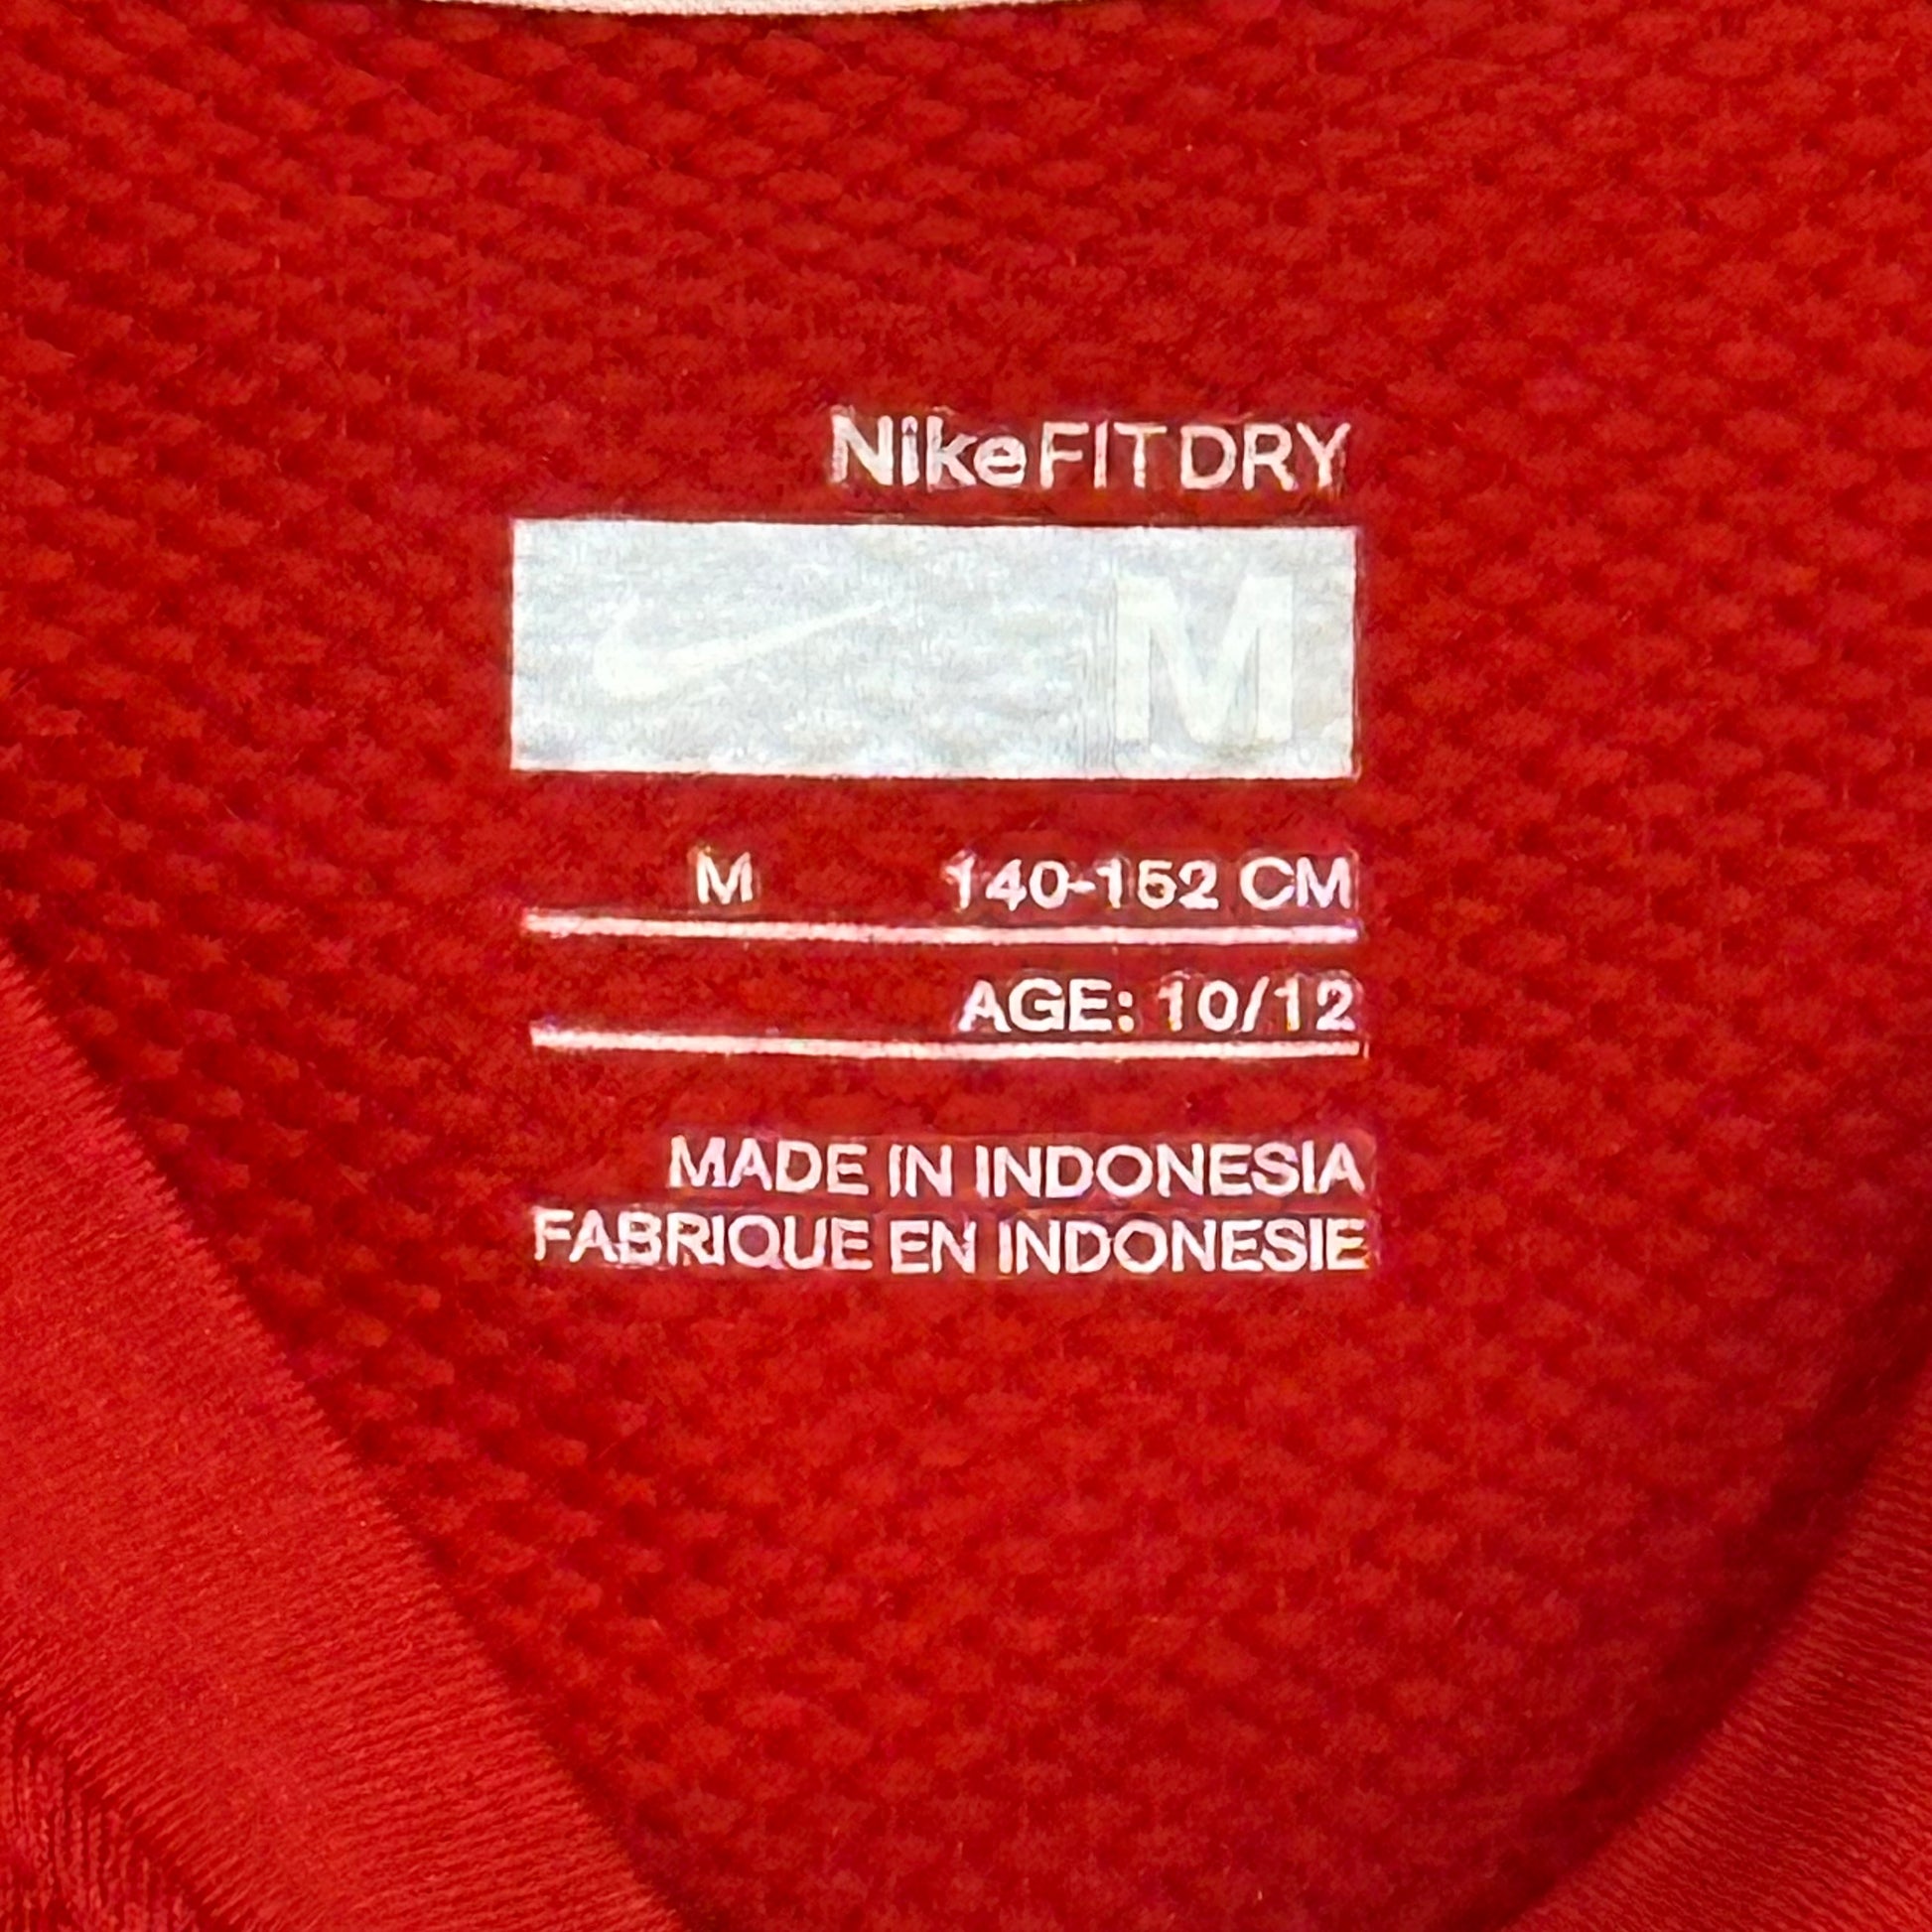 NikeFITDRY
M
M 140-152 CM
AGE: 10/12
MADE IN INDONESIA
FABRIQUE EN INDONESIE